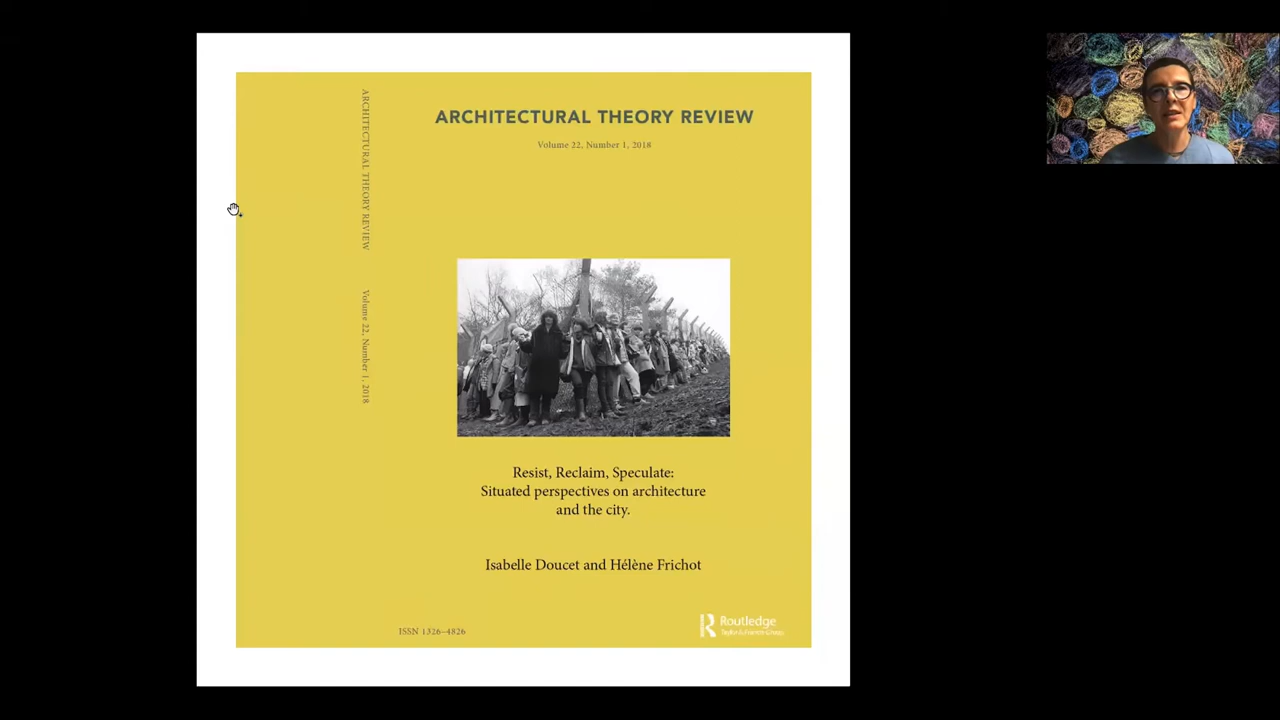 ARCHITECTURAL THEORY REVIEW
Volume 22, Number 1, 2018
ARCHITECTURAL THEORY REVIEW
Volume 22, Number 1, 2018
Resist, Reclaim, Speculate:
Situated perspectives on architecture
and the city.
Isabelle Doucet and Hélène Frichot
ISSN 1326–4826
Routledge
Taylor & Francis Group